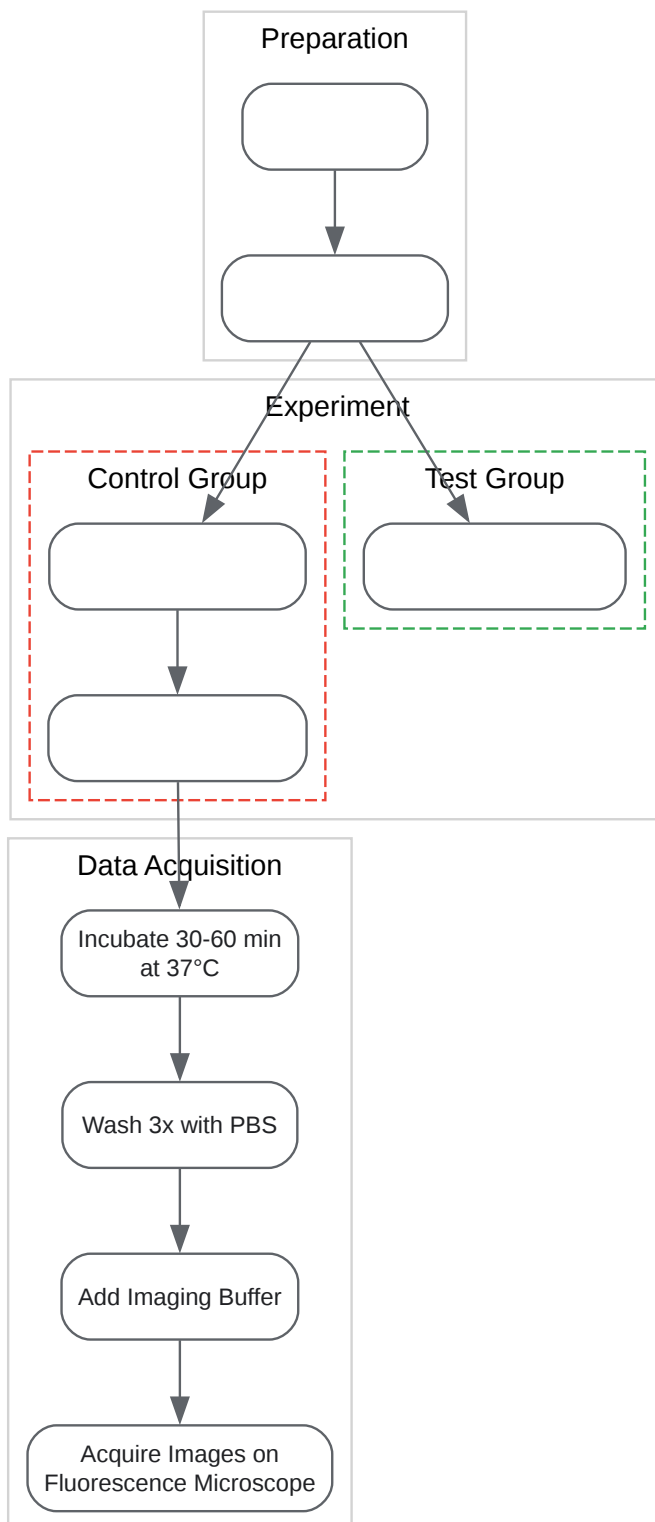 Preparation
Experiment
Control Group
Test Group
Data Acquisition
Incubate 30-60 min
at 37°C
Wash 3x with PBS
Add Imaging Buffer
Acquire Images on
Fluorescence Microscope